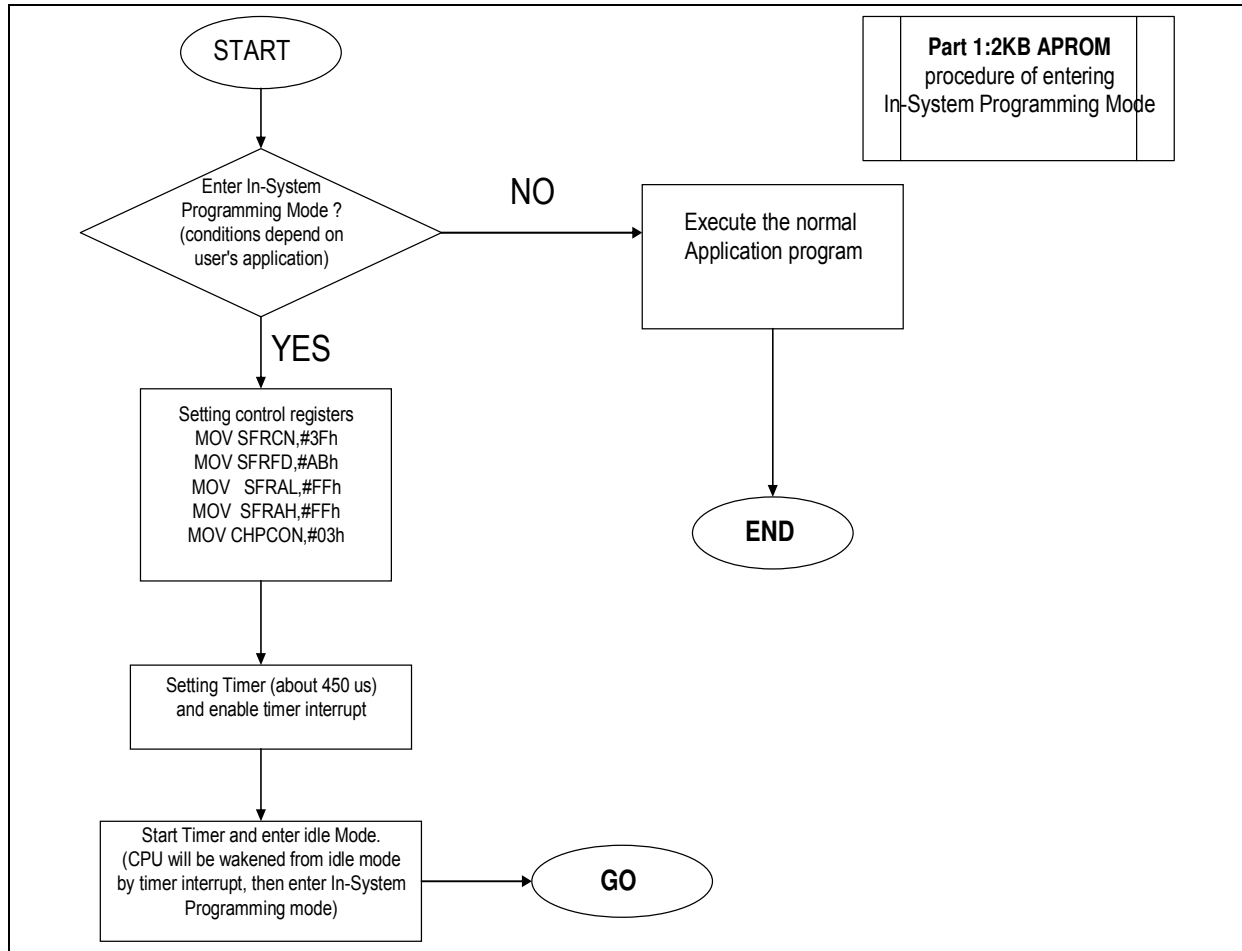 START
Part 1:2KB APROM
procedure of entering
In-System Programming Mode
Enter In-System
Programming Mode ?
(conditions depend on
user's application)
NO
Execute the normal
Application program
YES
Setting control registers
MOV SFRCN,#3Fh
MOV SFRFD,#ABh
MOV SFRAL,#FFh
MOV SFRAH,#FFh
MOV CHPCON,#03h
END
Setting Timer (about 450 us)
and enable timer interrupt
Start Timer and enter idle Mode.
(CPU will be wakened from idle mode
by timer interrupt, then enter In-System
Programming mode)
GO